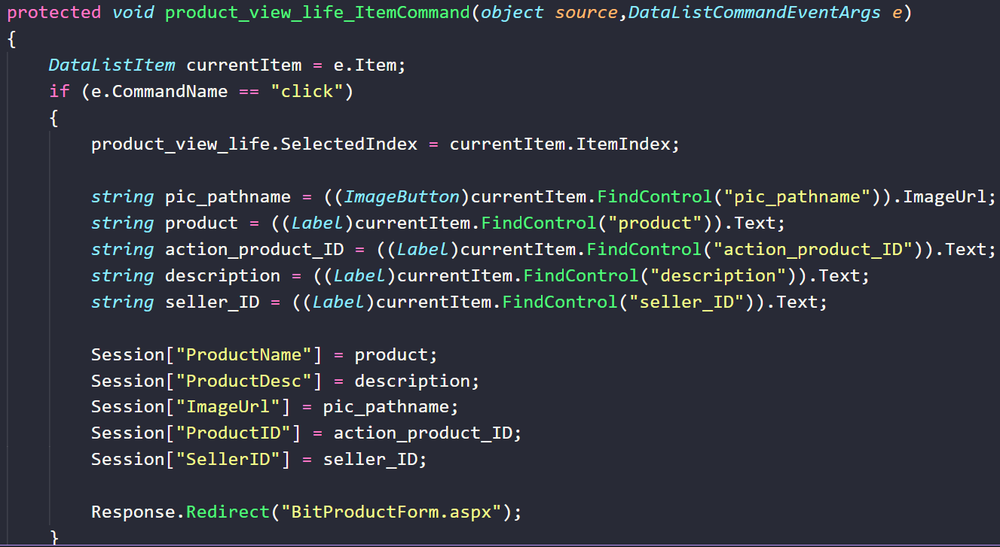 protected void product_view_life_ItemCommand(object source,DataListCommandEventArgs e)
{
    DataListItem currentItem = e.Item;
    if (e.CommandName == "click")
    {
        product_view_life.SelectedIndex = currentItem.ItemIndex;

        string pic_pathname = ((ImageButton)currentItem.FindControl("pic_pathname")).ImageUrl;
        string product = ((Label)currentItem.FindControl("product")).Text;
        string action_product_ID = ((Label)currentItem.FindControl("action_product_ID")).Text;
        string description = ((Label)currentItem.FindControl("description")).Text;
        string seller_ID = ((Label)currentItem.FindControl("seller_ID")).Text;

        Session["ProductName"] = product;
        Session["ProductDesc"] = description;
        Session["ImageUrl"] = pic_pathname;
        Session["ProductID"] = action_product_ID;
        Session["SellerID"] = seller_ID;

        Response.Redirect("BitProductForm.aspx");
    }